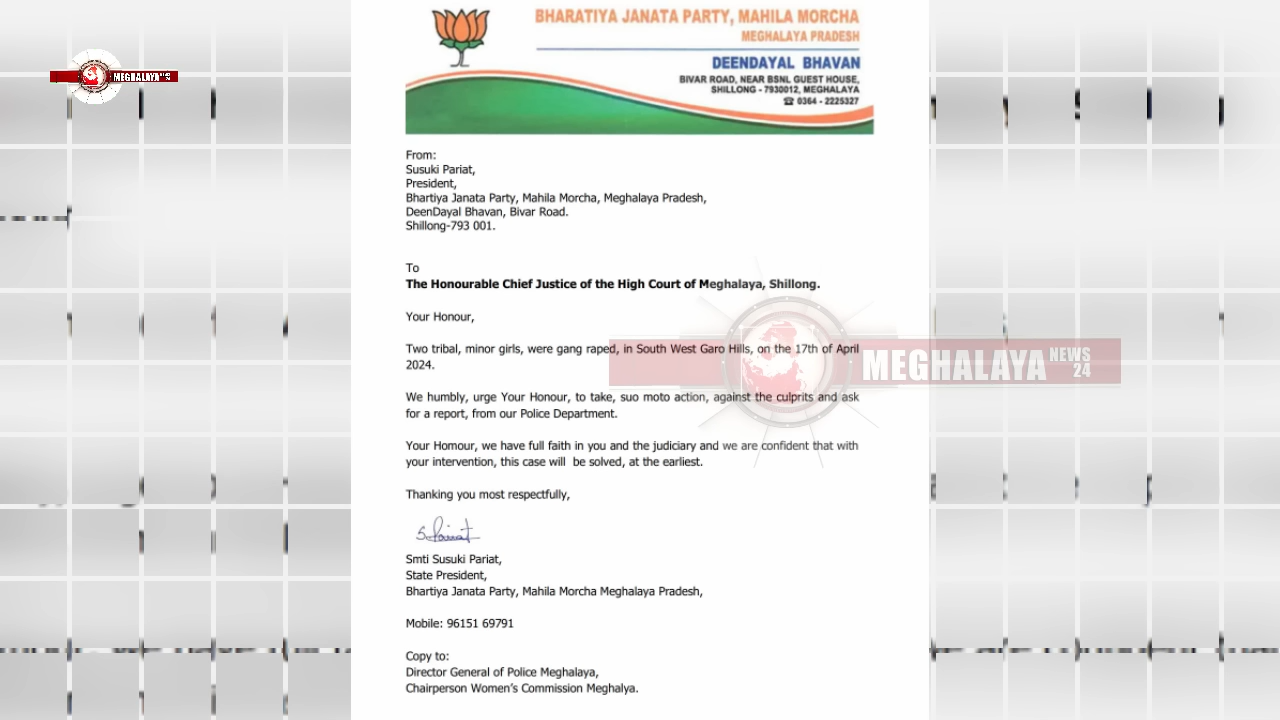 MEGHALAYA
BHARATIYA JANATA PARTY, MAHILA MORCHA
MEGHALAYA PRADESH
DEENDAYAL BHAVAN
BIVAR ROAD, NEAR BSNL GUEST HOUSE,
SHILLONG - 7930012, MEGHALAYA
☎ 0364 - 2225327
From:
Susuki Pariat,
President,
Bhartiya Janata Party, Mahila Morcha, Meghalaya Pradesh,
DeenDayal Bhavan, Bivar Road.
Shillong-793 001.
To
The Honourable Chief Justice of the High Court of Meghalaya, Shillong.
Your Honour,
Two tribal, minor girls, were gang raped, in South West Garo Hills, on the 17th of April
2024.
MEGHALAYA NEWS 24
We humbly, urge Your Honour, to take, suo moto action, against the culprits and ask
for a report, from our Police Department.
Your Homour, we have full faith in you and the judiciary and we are confident that with
your intervention, this case will be solved, at the earliest.
Thanking you most respectfully,
S. Pariat
Smti Susuki Pariat,
State President,
Bhartiya Janata Party, Mahila Morcha Meghalaya Pradesh,
Mobile: 96151 69791
Copy to:
Director General of Police Meghalaya,
Chairperson Women's Commission Meghalya.